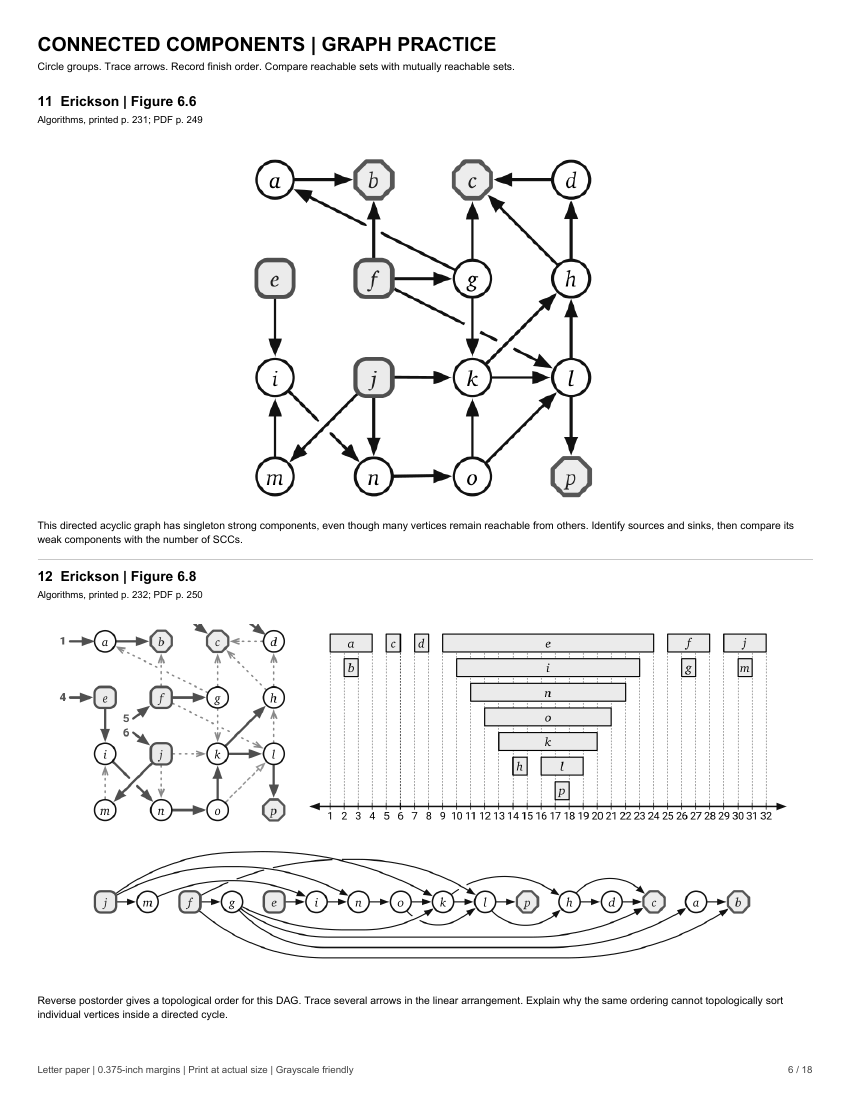 CONNECTED COMPONENTS | GRAPH PRACTICE
Circle groups. Trace arrows. Record finish order. Compare reachable sets with mutually reachable sets.
11 Erickson | Figure 6.6
Algorithms, printed p. 231; PDF p. 249
a b c d
e f g h
i j k l
m n o p
This directed acyclic graph has singleton strong components, even though many vertices remain reachable from others. Identify sources and sinks, then compare its
weak components with the number of SCCs.
12 Erickson | Figure 6.8
Algorithms, printed p. 232; PDF p. 250
1 a b c d
4 e f g h
5
6
i j k l
m n o p
a c d e f j
b i g m
n
o
k
h l
p
1 2 3 4 5 6 7 8 9 10 11 12 13 14 15 16 17 18 19 20 21 22 23 24 25 26 27 28 29 30 31 32
j m f g e i n o k l p h d c a b
Reverse postorder gives a topological order for this DAG. Trace several arrows in the linear arrangement. Explain why the same ordering cannot topologically sort
individual vertices inside a directed cycle.
Letter paper | 0.375-inch margins | Print at actual size | Grayscale friendly
6 / 18